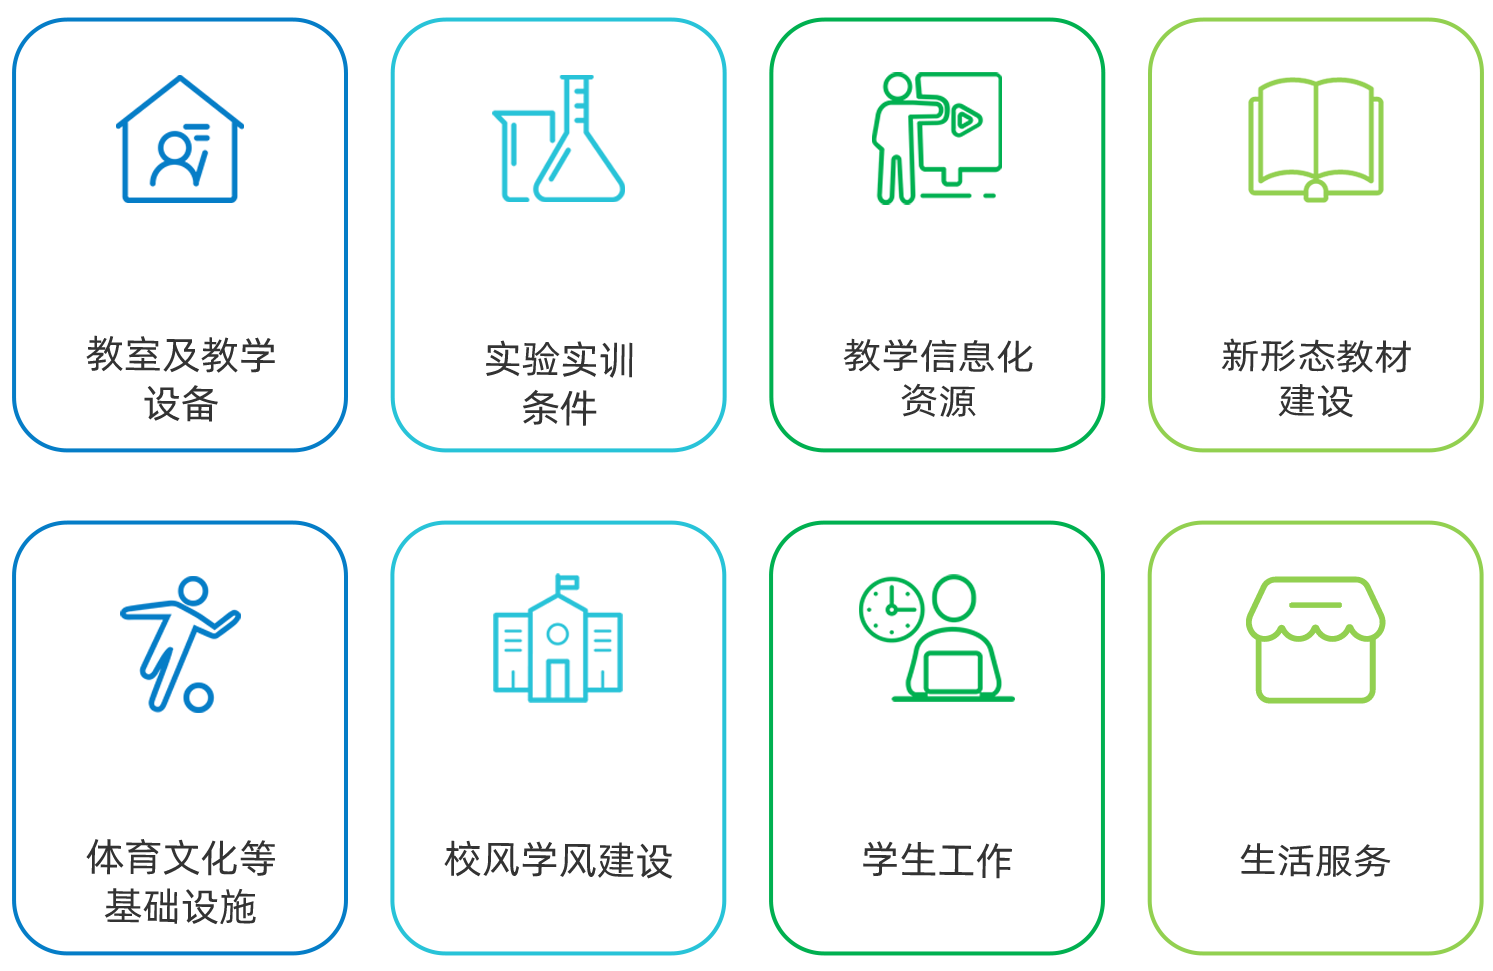 教室及教学
设备
实验实训
条件
教学信息化
资源
新形态教材
建设
体育文化等
基础设施
校风学风建设
学生工作
生活服务